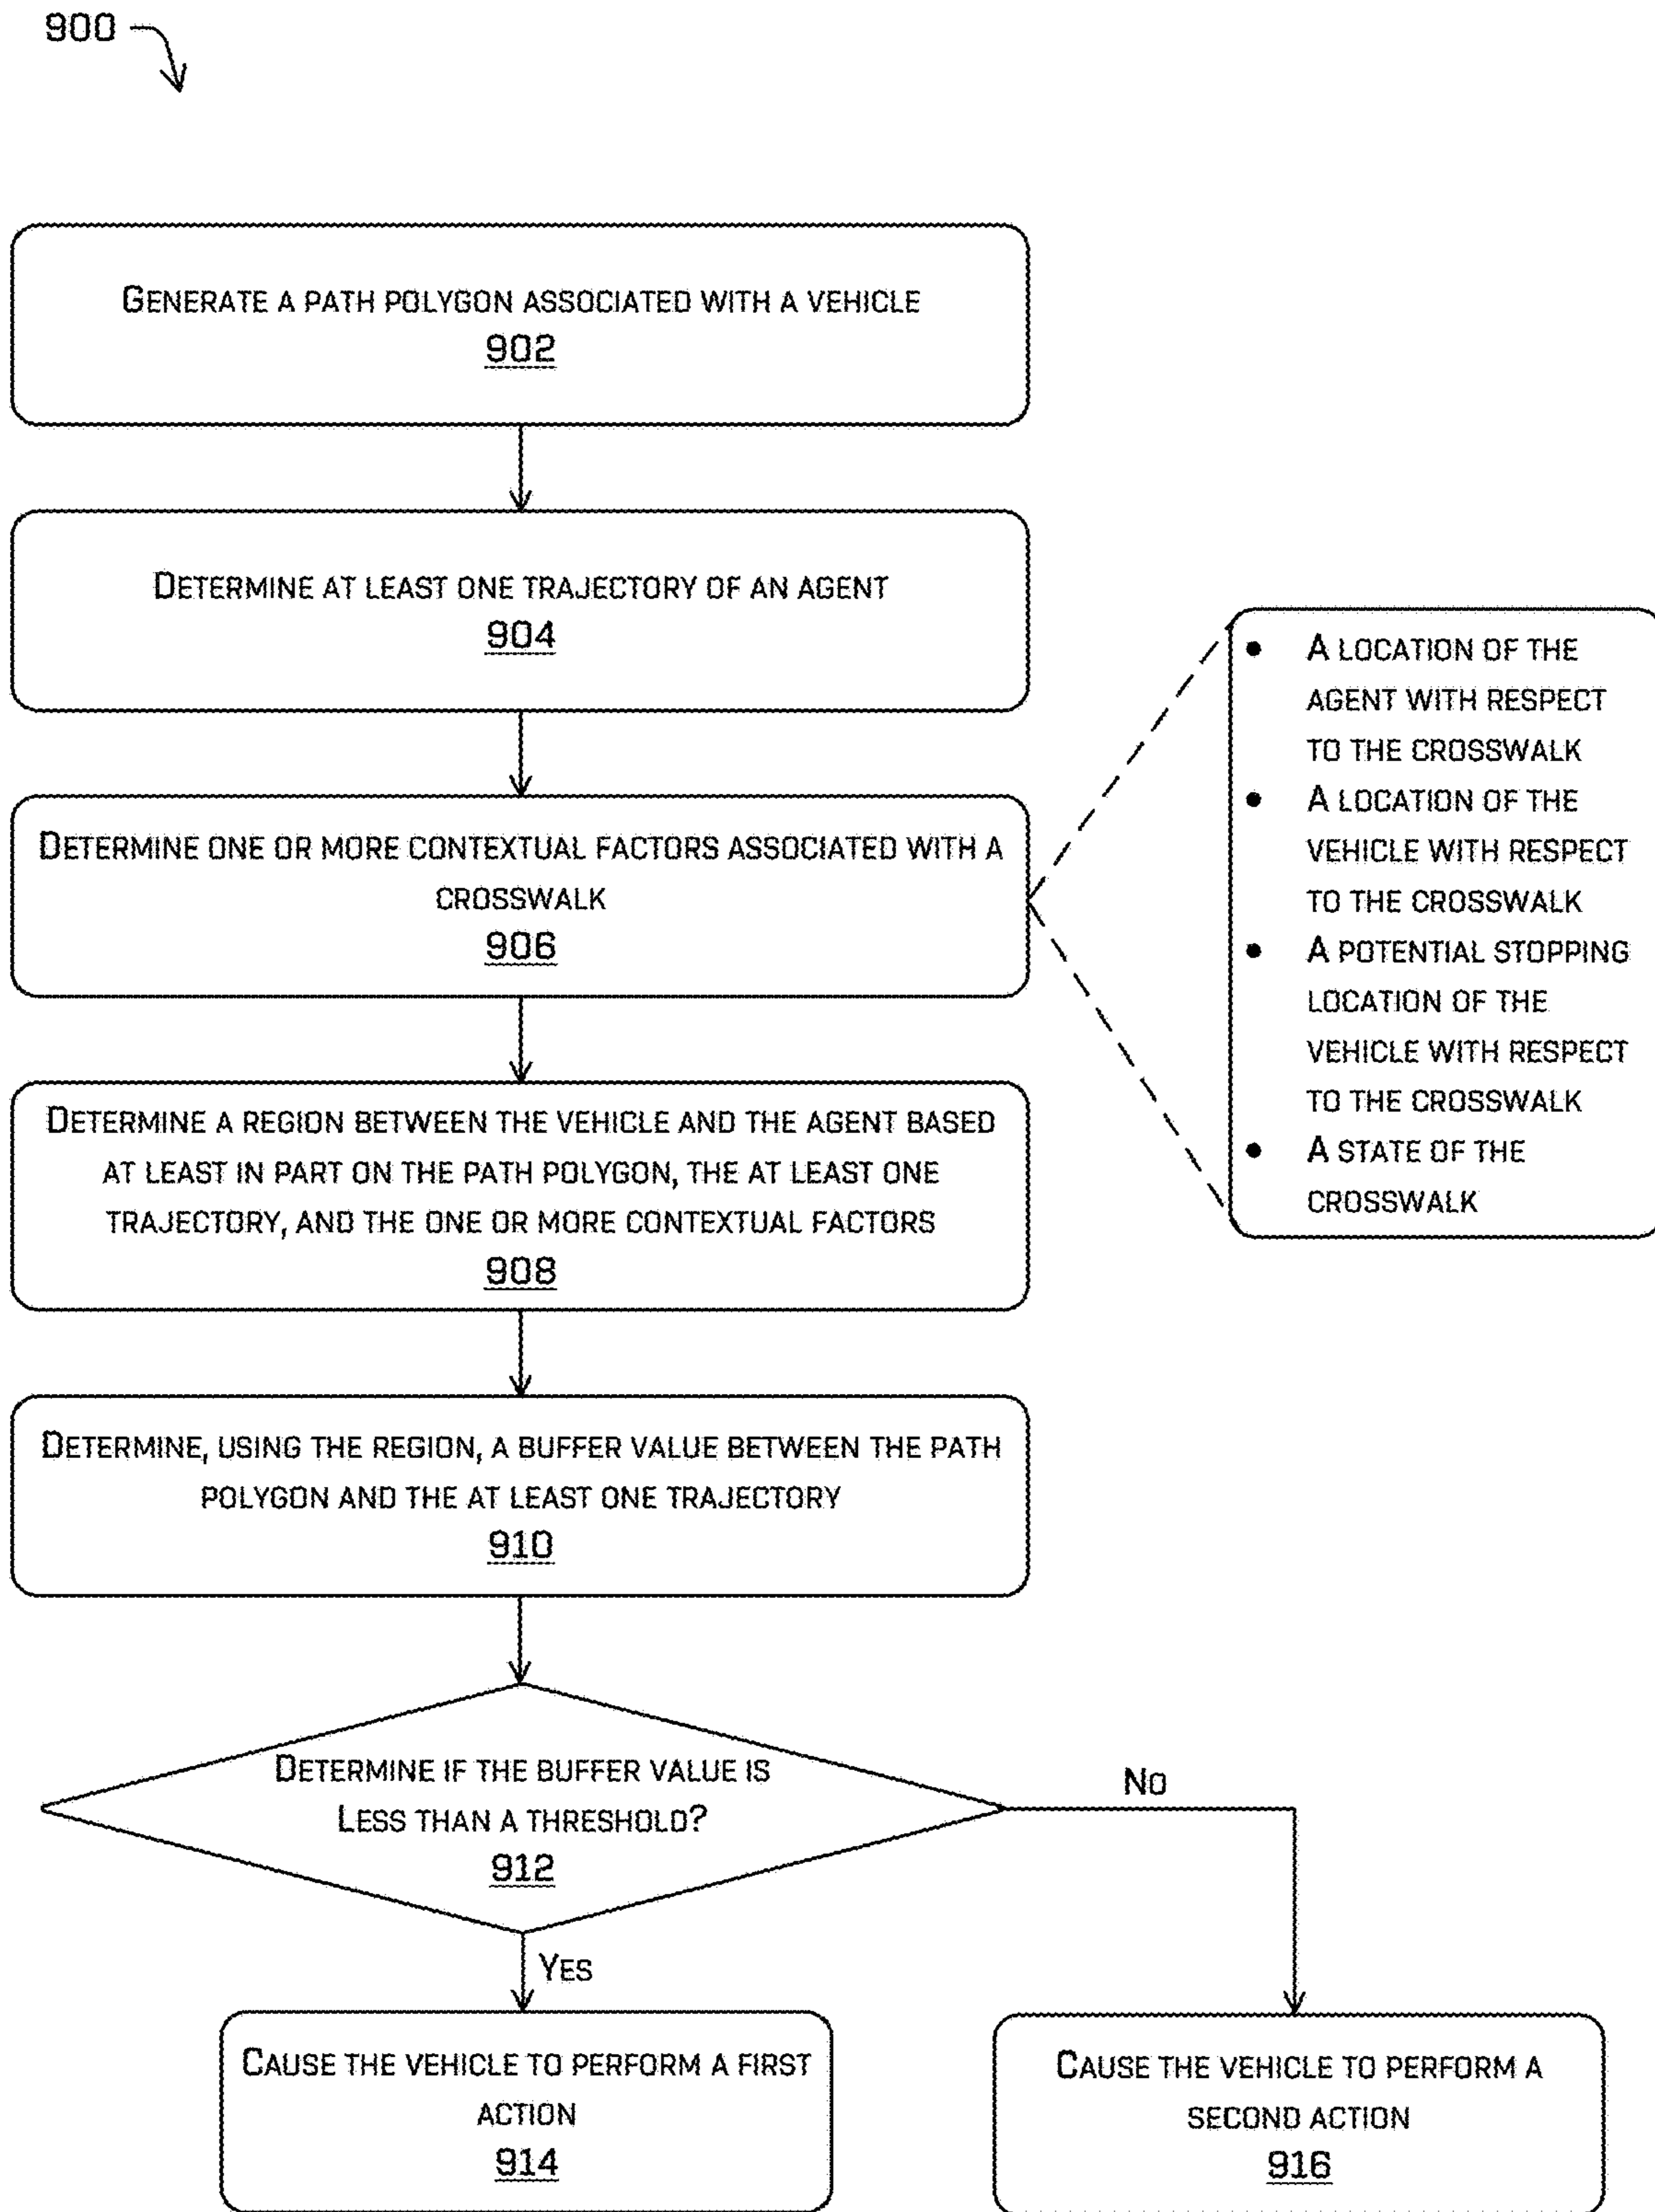 900
GENERATE A PATH POLYGON ASSOCIATED WITH A VEHICLE
902
DETERMINE AT LEAST ONE TRAJECTORY OF AN AGENT
904
DETERMINE ONE OR MORE CONTEXTUAL FACTORS ASSOCIATED WITH A
CROSSWALK
906
• A LOCATION OF THE
AGENT WITH RESPECT
TO THE CROSSWALK
• A LOCATION OF THE
VEHICLE WITH RESPECT
TO THE CROSSWALK
• A POTENTIAL STOPPING
LOCATION OF THE
VEHICLE WITH RESPECT
TO THE CROSSWALK
• A STATE OF THE
CROSSWALK
DETERMINE A REGION BETWEEN THE VEHICLE AND THE AGENT BASED
AT LEAST IN PART ON THE PATH POLYGON, THE AT LEAST ONE
TRAJECTORY, AND THE ONE OR MORE CONTEXTUAL FACTORS
908
DETERMINE, USING THE REGION, A BUFFER VALUE BETWEEN THE PATH
POLYGON AND THE AT LEAST ONE TRAJECTORY
910
DETERMINE IF THE BUFFER VALUE IS
LESS THAN A THRESHOLD?
912
NO
YES
CAUSE THE VEHICLE TO PERFORM A FIRST
ACTION
914
CAUSE THE VEHICLE TO PERFORM A
SECOND ACTION
916